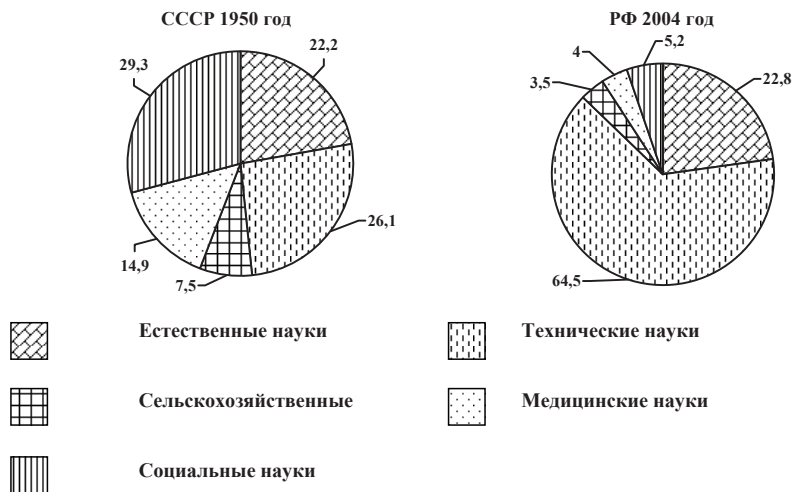 СССР 1950 год
29,3
22,2
26,1
7,5
14,9
РФ 2004 год
5,2
4
3,5
22,8
64,5
Естественные науки
Технические науки
Сельскохозяйственные
Медицинские науки
Социальные науки